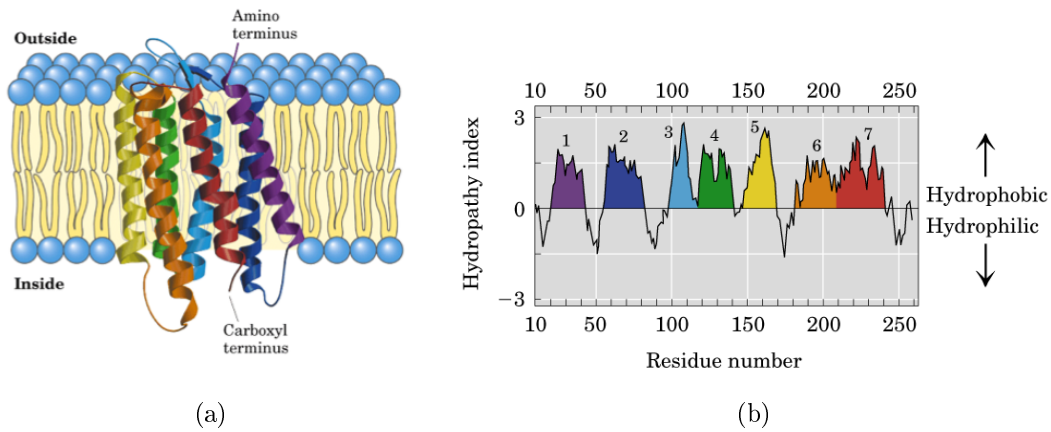 Outside
Amino
terminus
Inside
Carboxyl
terminus
(a)
10 50 100 150 200 250
Hydropathy index
3
0
−3
1 2 3 4 5 6 7
10 50 100 150 200 250
Residue number
Hydrophobic
Hydrophilic
(b)